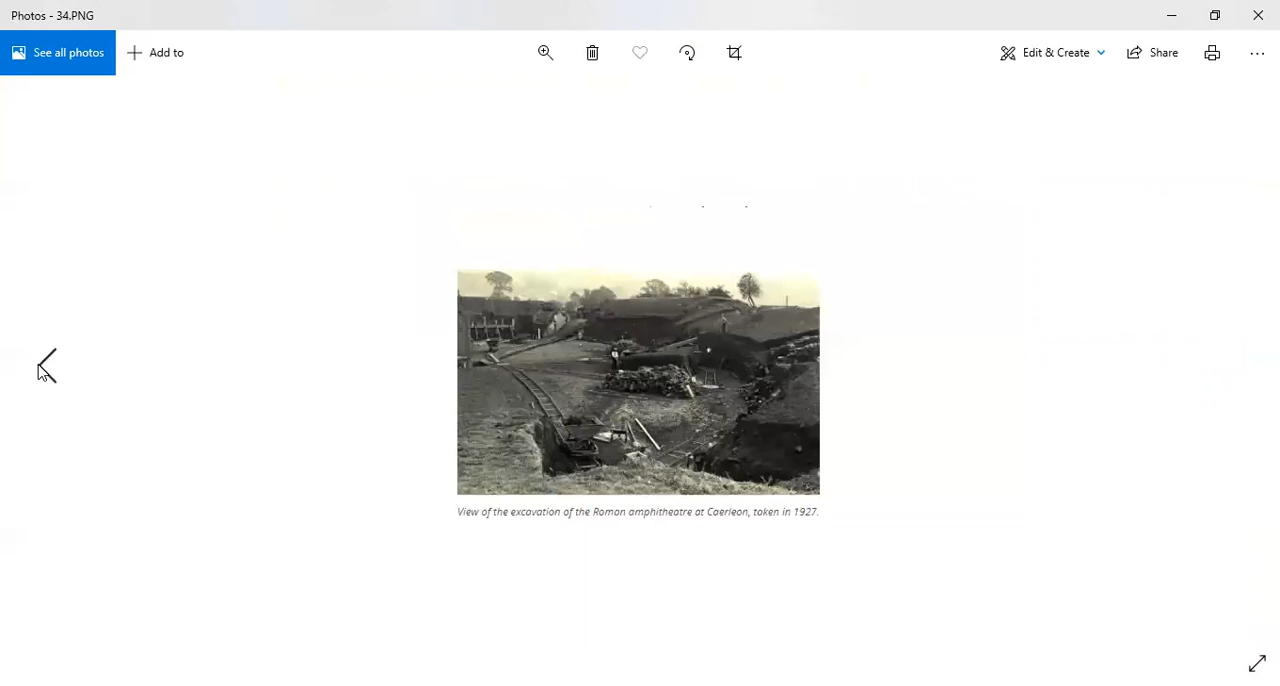 Photos - 34.PNG
See all photos
Add to
Edit & Create
Share
View of the excavation of the Roman amphitheatre at Caerleon, taken in 1927.